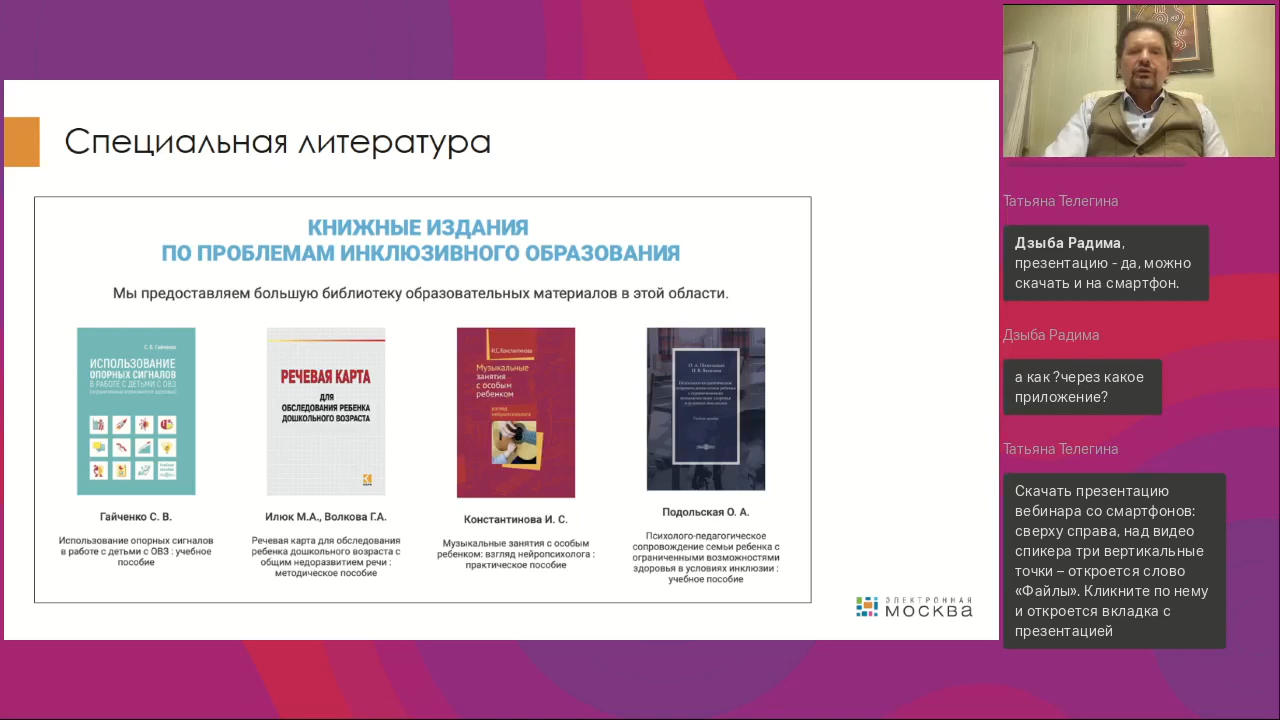 Специальная литература
КНИЖНЫЕ ИЗДАНИЯ
ПО ПРОБЛЕМАМ ИНКЛЮЗИВНОГО ОБРАЗОВАНИЯ
Мы предоставляем большую библиотеку образовательных материалов в этой области.
С. В. Гайченко
ИСПОЛЬЗОВАНИЕ
ОПОРНЫХ СИГНАЛОВ
В РАБОТЕ С ДЕТЬМИ С ОВЗ
Гайченко С. В.
Использование опорных сигналов
в работе с детьми с ОВЗ : учебное
пособие
РЕЧЕВАЯ КАРТА
ДЛЯ
ОБСЛЕДОВАНИЯ РЕБЕНКА
ДОШКОЛЬНОГО ВОЗРАСТА
Илюк М.А., Волкова Г.А.
Речевая карта для обследования
ребенка дошкольного возраста с
общим недоразвитием речи :
методическое пособие
И.С.Константинова
Музыкальные
занятия
с особым
ребенком
взгляд
нейропсихолога
Константинова И. С.
Музыкальные занятия с особым
ребенком: взгляд нейропсихолога :
практическое пособие
Подольская О. А.
Психолого-педагогическое
сопровождение семьи ребенка с
ограниченными возможностями
здоровья в условиях инклюзии :
учебное пособие
ЭЛЕКТРОННАЯ
МОСКВА
Татьяна Телегина
Дзыба Радима,
презентацию - да, можно
скачать и на смартфон.
Дзыба Радима
а как ?через какое
приложение?
Татьяна Телегина
Скачать презентацию
вебинара со смартфонов:
сверху справа, над видео
спикера три вертикальные
точки – откроется слово
«Файлы». Кликните по нему
и откроется вкладка с
презентацией